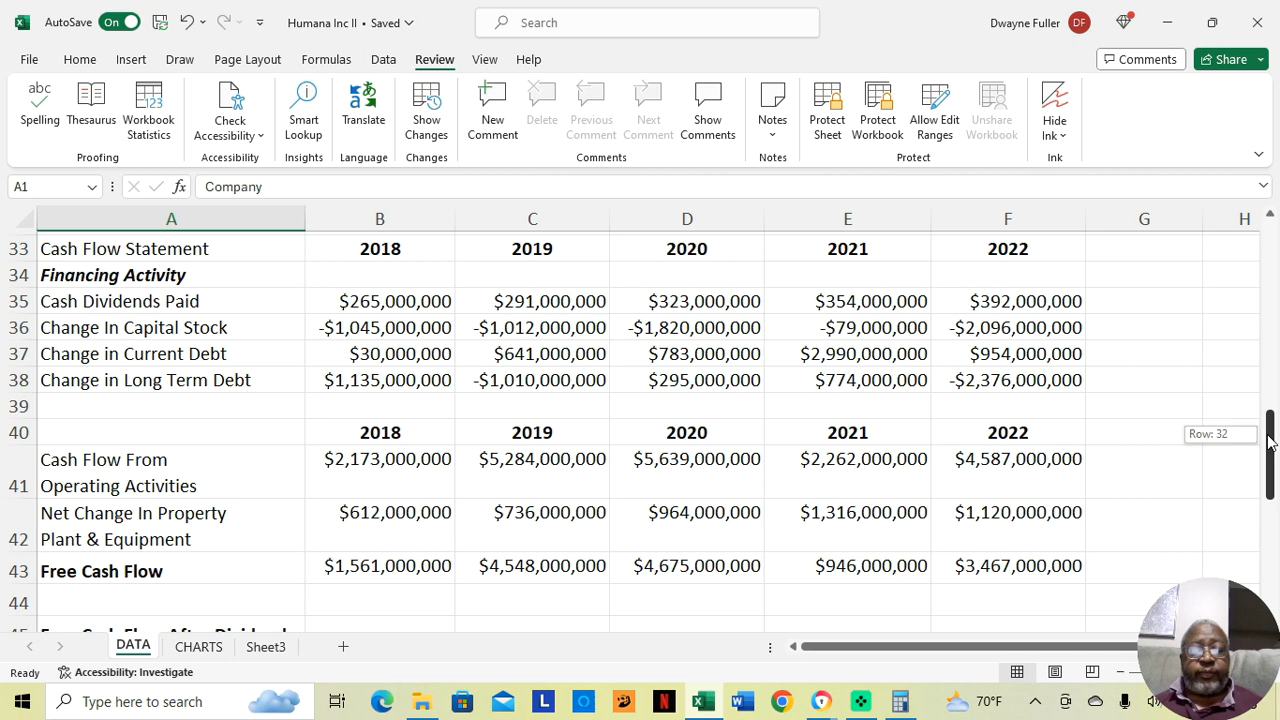 AutoSave On Humana Inc II • Saved Search Dwayne Fuller DF
File Home Insert Draw Page Layout Formulas Data Review View Help Comments Share
abc
Spelling Thesaurus Workbook Statistics Check Accessibility Smart Lookup Translate Show Changes New Comment Delete Previous Comment Next Comment Show Comments Notes Protect Sheet Protect Workbook Allow Edit Ranges Unshare Workbook Hide Ink
Proofing Accessibility Insights Language Changes Comments Notes Protect Ink
A1 fx Company
A B C D E F G H
33 Cash Flow Statement 2018 2019 2020 2021 2022
34 Financing Activity
35 Cash Dividends Paid $265,000,000 $291,000,000 $323,000,000 $354,000,000 $392,000,000
36 Change In Capital Stock -$1,045,000,000 -$1,012,000,000 -$1,820,000,000 -$79,000,000 -$2,096,000,000
37 Change in Current Debt $30,000,000 $641,000,000 $783,000,000 $2,990,000,000 $954,000,000
38 Change in Long Term Debt $1,135,000,000 -$1,010,000,000 $295,000,000 $774,000,000 -$2,376,000,000
39
40 2018 2019 2020 2021 2022
Row: 32
Cash Flow From $2,173,000,000 $5,284,000,000 $5,639,000,000 $2,262,000,000 $4,587,000,000
41 Operating Activities
Net Change In Property $612,000,000 $736,000,000 $964,000,000 $1,316,000,000 $1,120,000,000
42 Plant & Equipment
43 Free Cash Flow $1,561,000,000 $4,548,000,000 $4,675,000,000 $946,000,000 $3,467,000,000
44
45 Free Cash Flow After Dividend
DATA CHARTS Sheet3
Ready Accessibility: Investigate
Type here to search 70°F